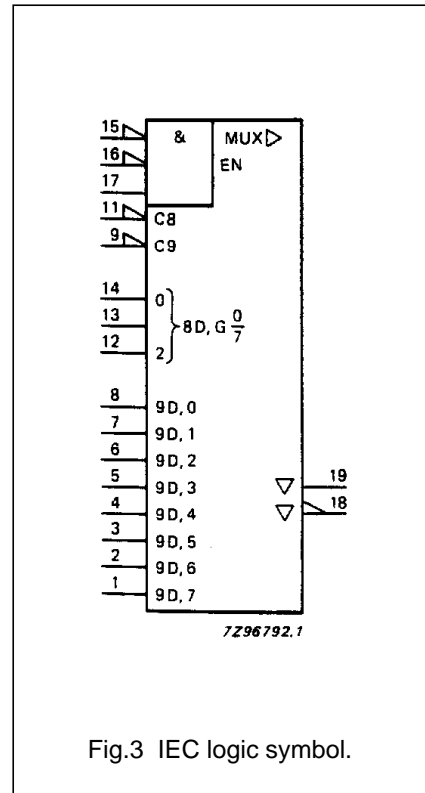 15 & MUX▷
16 EN
17
11 C8
9 C9
14 0
13 8D, G 0/7
12 2
8 9D, 0
7 9D, 1
6 9D, 2
5 9D, 3 ▽ 19
4 9D, 4 ▽ 18
3 9D, 5
2 9D, 6
1 9D, 7
7Z96792.1
Fig.3 IEC logic symbol.